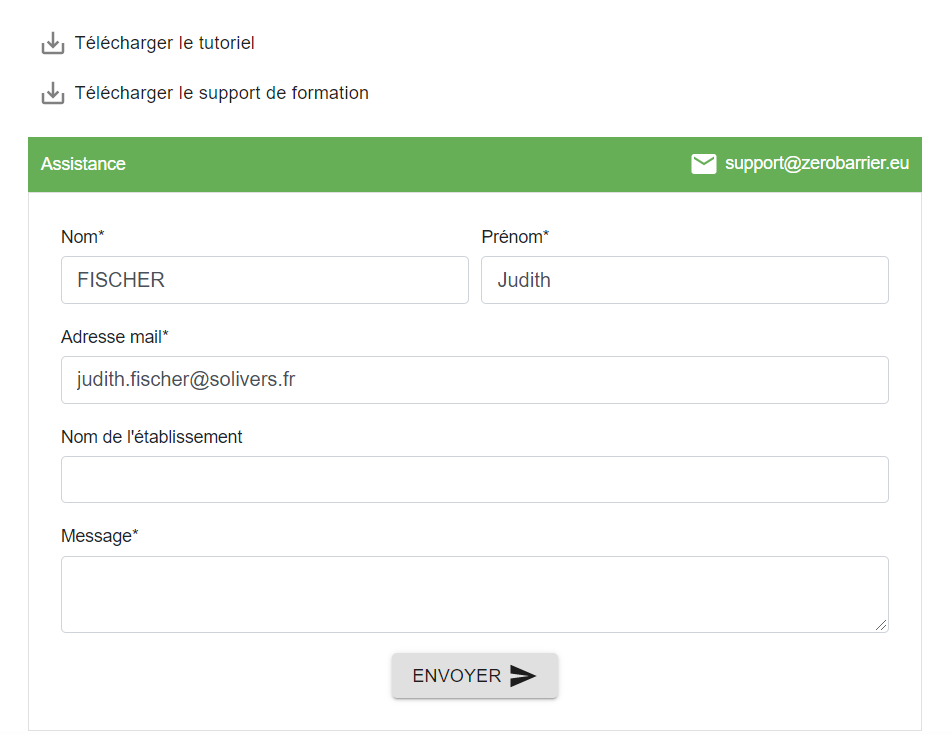 Télécharger le tutoriel
Télécharger le support de formation
Assistance support@zerobarrier.eu
Nom* Prénom*
FISCHER Judith
Adresse mail*
judith.fischer@solivers.fr
Nom de l'établissement
Message*
ENVOYER